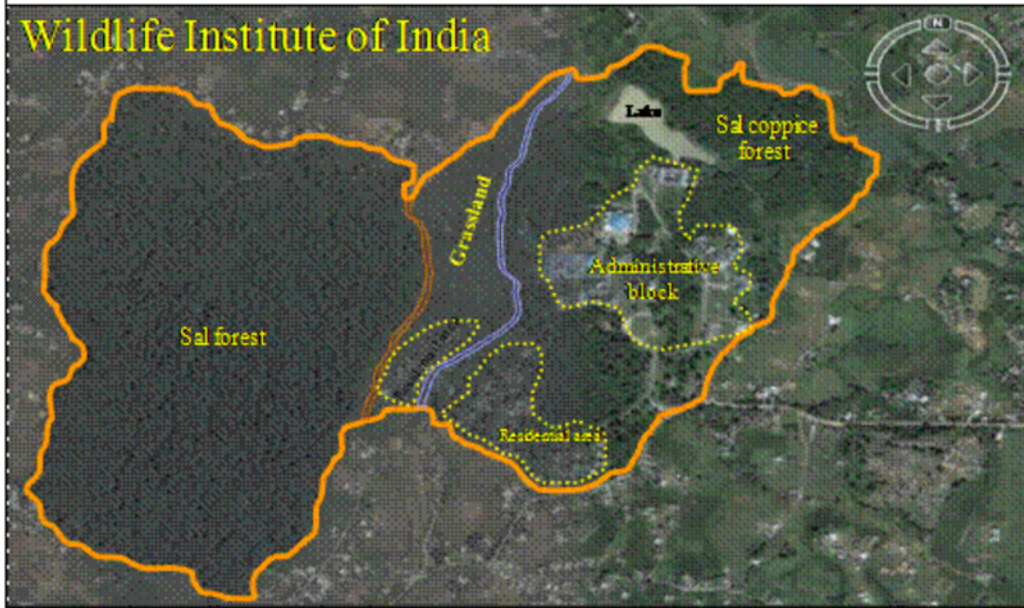 Wildlife Institute of India
N
Lake
Sal coppice
forest
Grassland
Administrative
block
Sal forest
Residential area